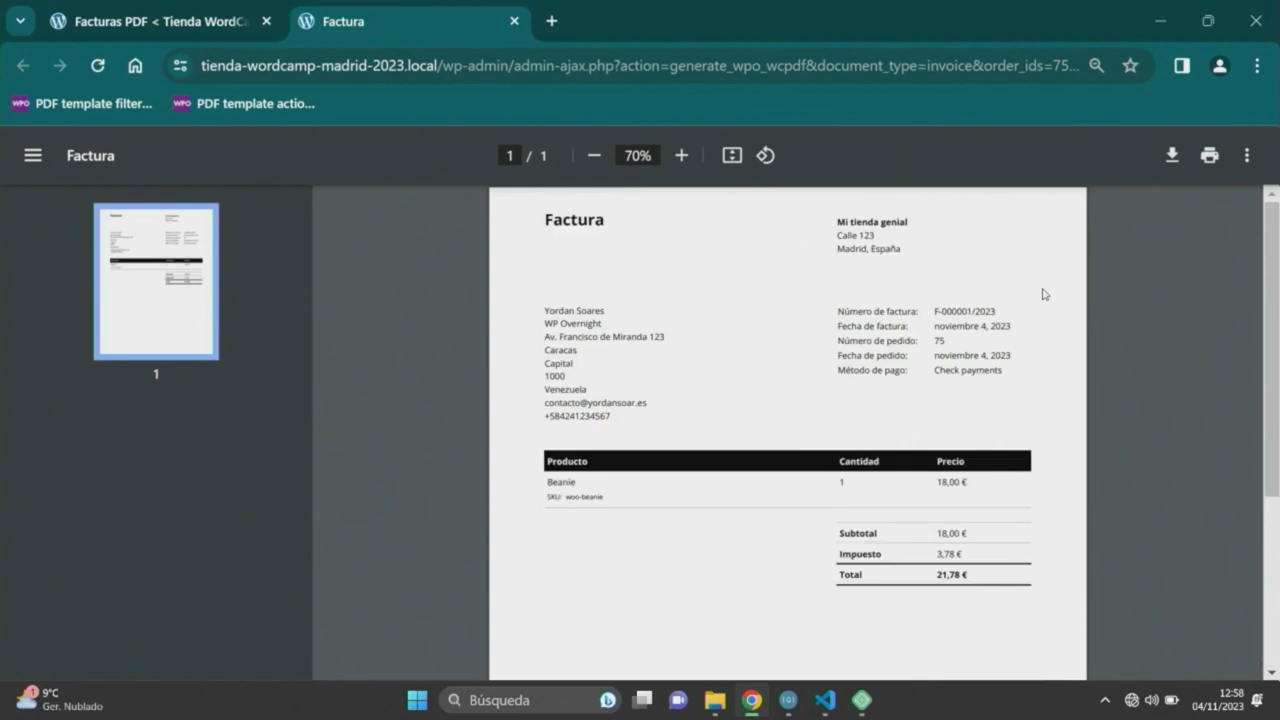 Facturas PDF < Tienda WordCa
Factura
tienda-wordcamp-madrid-2023.local/wp-admin/admin-ajax.php?action=generate_wpo_wcpdf&document_type=invoice&order_ids=75...
WPO PDF template filter...
WPO PDF template actio...
Factura
1 / 1
70%
1
Factura
Mi tienda genial
Calle 123
Madrid, España
Yordan Soares
WP Overnight
Av. Francisco de Miranda 123
Caracas
Capital
1000
Venezuela
contacto@yordansoar.es
+584241234567
Número de factura: F-000001/2023
Fecha de factura: noviembre 4, 2023
Número de pedido: 75
Fecha de pedido: noviembre 4, 2023
Método de pago: Check payments
Producto Cantidad Precio
Beanie 1 18,00 €
SKU: woo-beanie
Subtotal 18,00 €
Impuesto 3,78 €
Total 21,78 €
1
9°C
Ger. Nublado
Búsqueda
12:58
04/11/2023